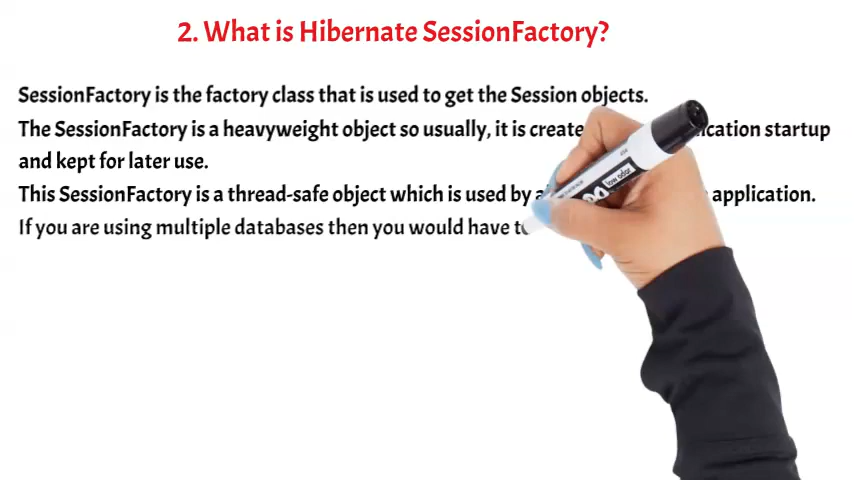 2. What is Hibernate SessionFactory?
SessionFactory is the factory class that is used to get the Session objects.
The SessionFactory is a heavyweight object so usually, it is create ication startup
and kept for later use.
This SessionFactory is a thread-safe object which is used by a application.
If you are using multiple databases then you would have t
low odor